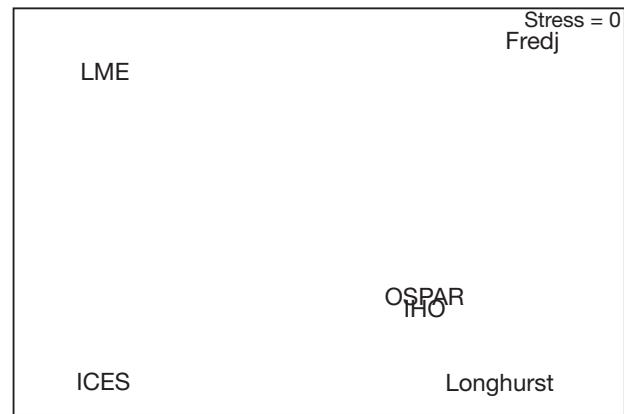 Stress = 0
Fredj
LME
OSPAR
IHO
ICES
Longhurst